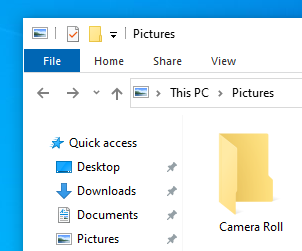 Pictures
File Home Share View
This PC Pictures
Quick access
Desktop
Downloads
Documents
Pictures
Camera Roll